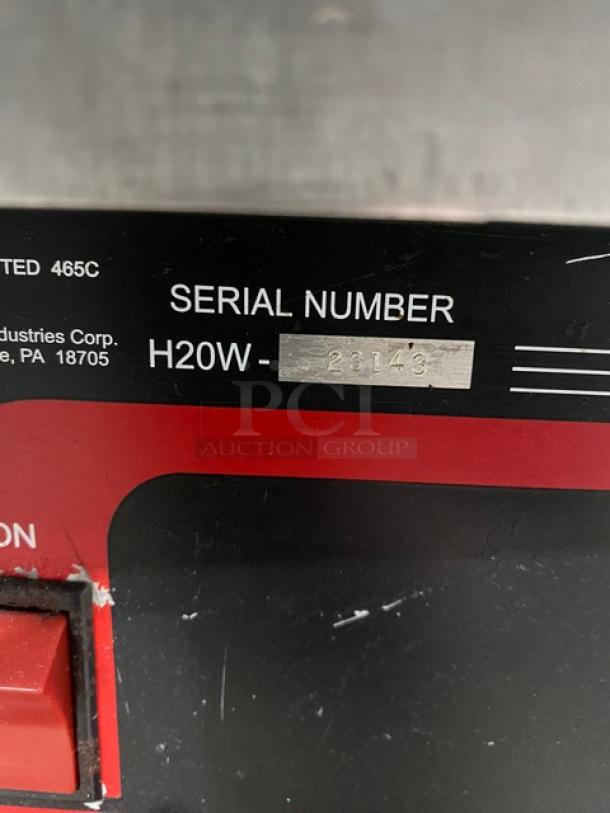 TED 465C
SERIAL NUMBER
dustries Corp.
e, PA 18705
H20W- 23143
PCI
AUCTION GROUP
ON